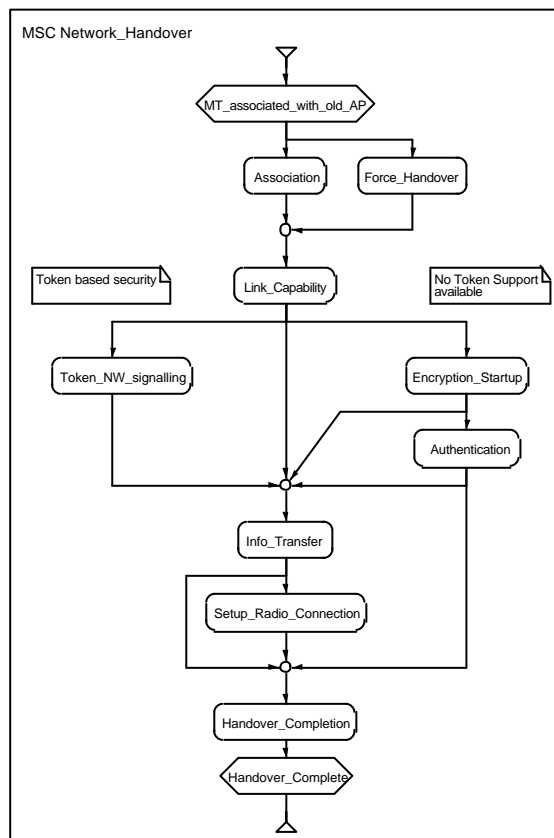 MSC Network_Handover
MT_associated_with_old_AP
Association
Force_Handover
Token based security
No Token Support
available
Link_Capability
Token_NW_signalling
Encryption_Startup
Authentication
Info_Transfer
Setup_Radio_Connection
Handover_Completion
Handover_Complete